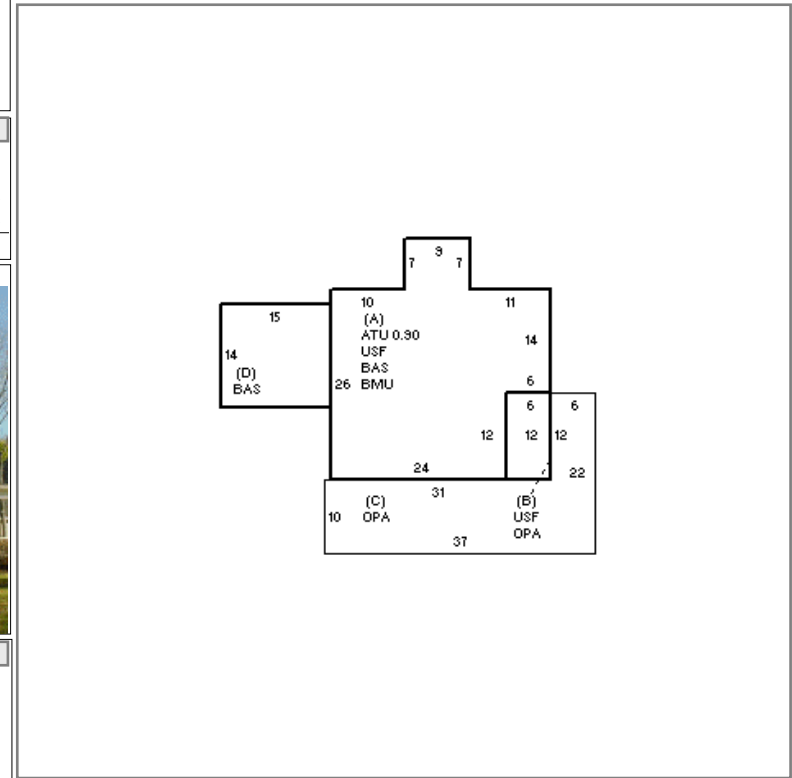 9
7 7
10 11
(A)
ATU 0.90
USF
BAS
26 BMU
14
6
15
14
(D)
BAS
6 6
12 12 12
24
22
31
(C)
10 OPA
(B)
USF
OPA
37